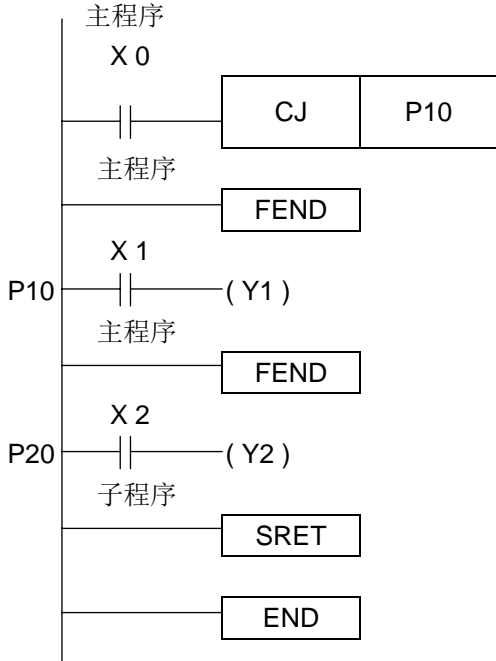 主程序
X 0
CJ P10
主程序
FEND
X 1
P10 ( Y1 )
主程序
FEND
X 2
P20 ( Y2 )
子程序
SRET
END